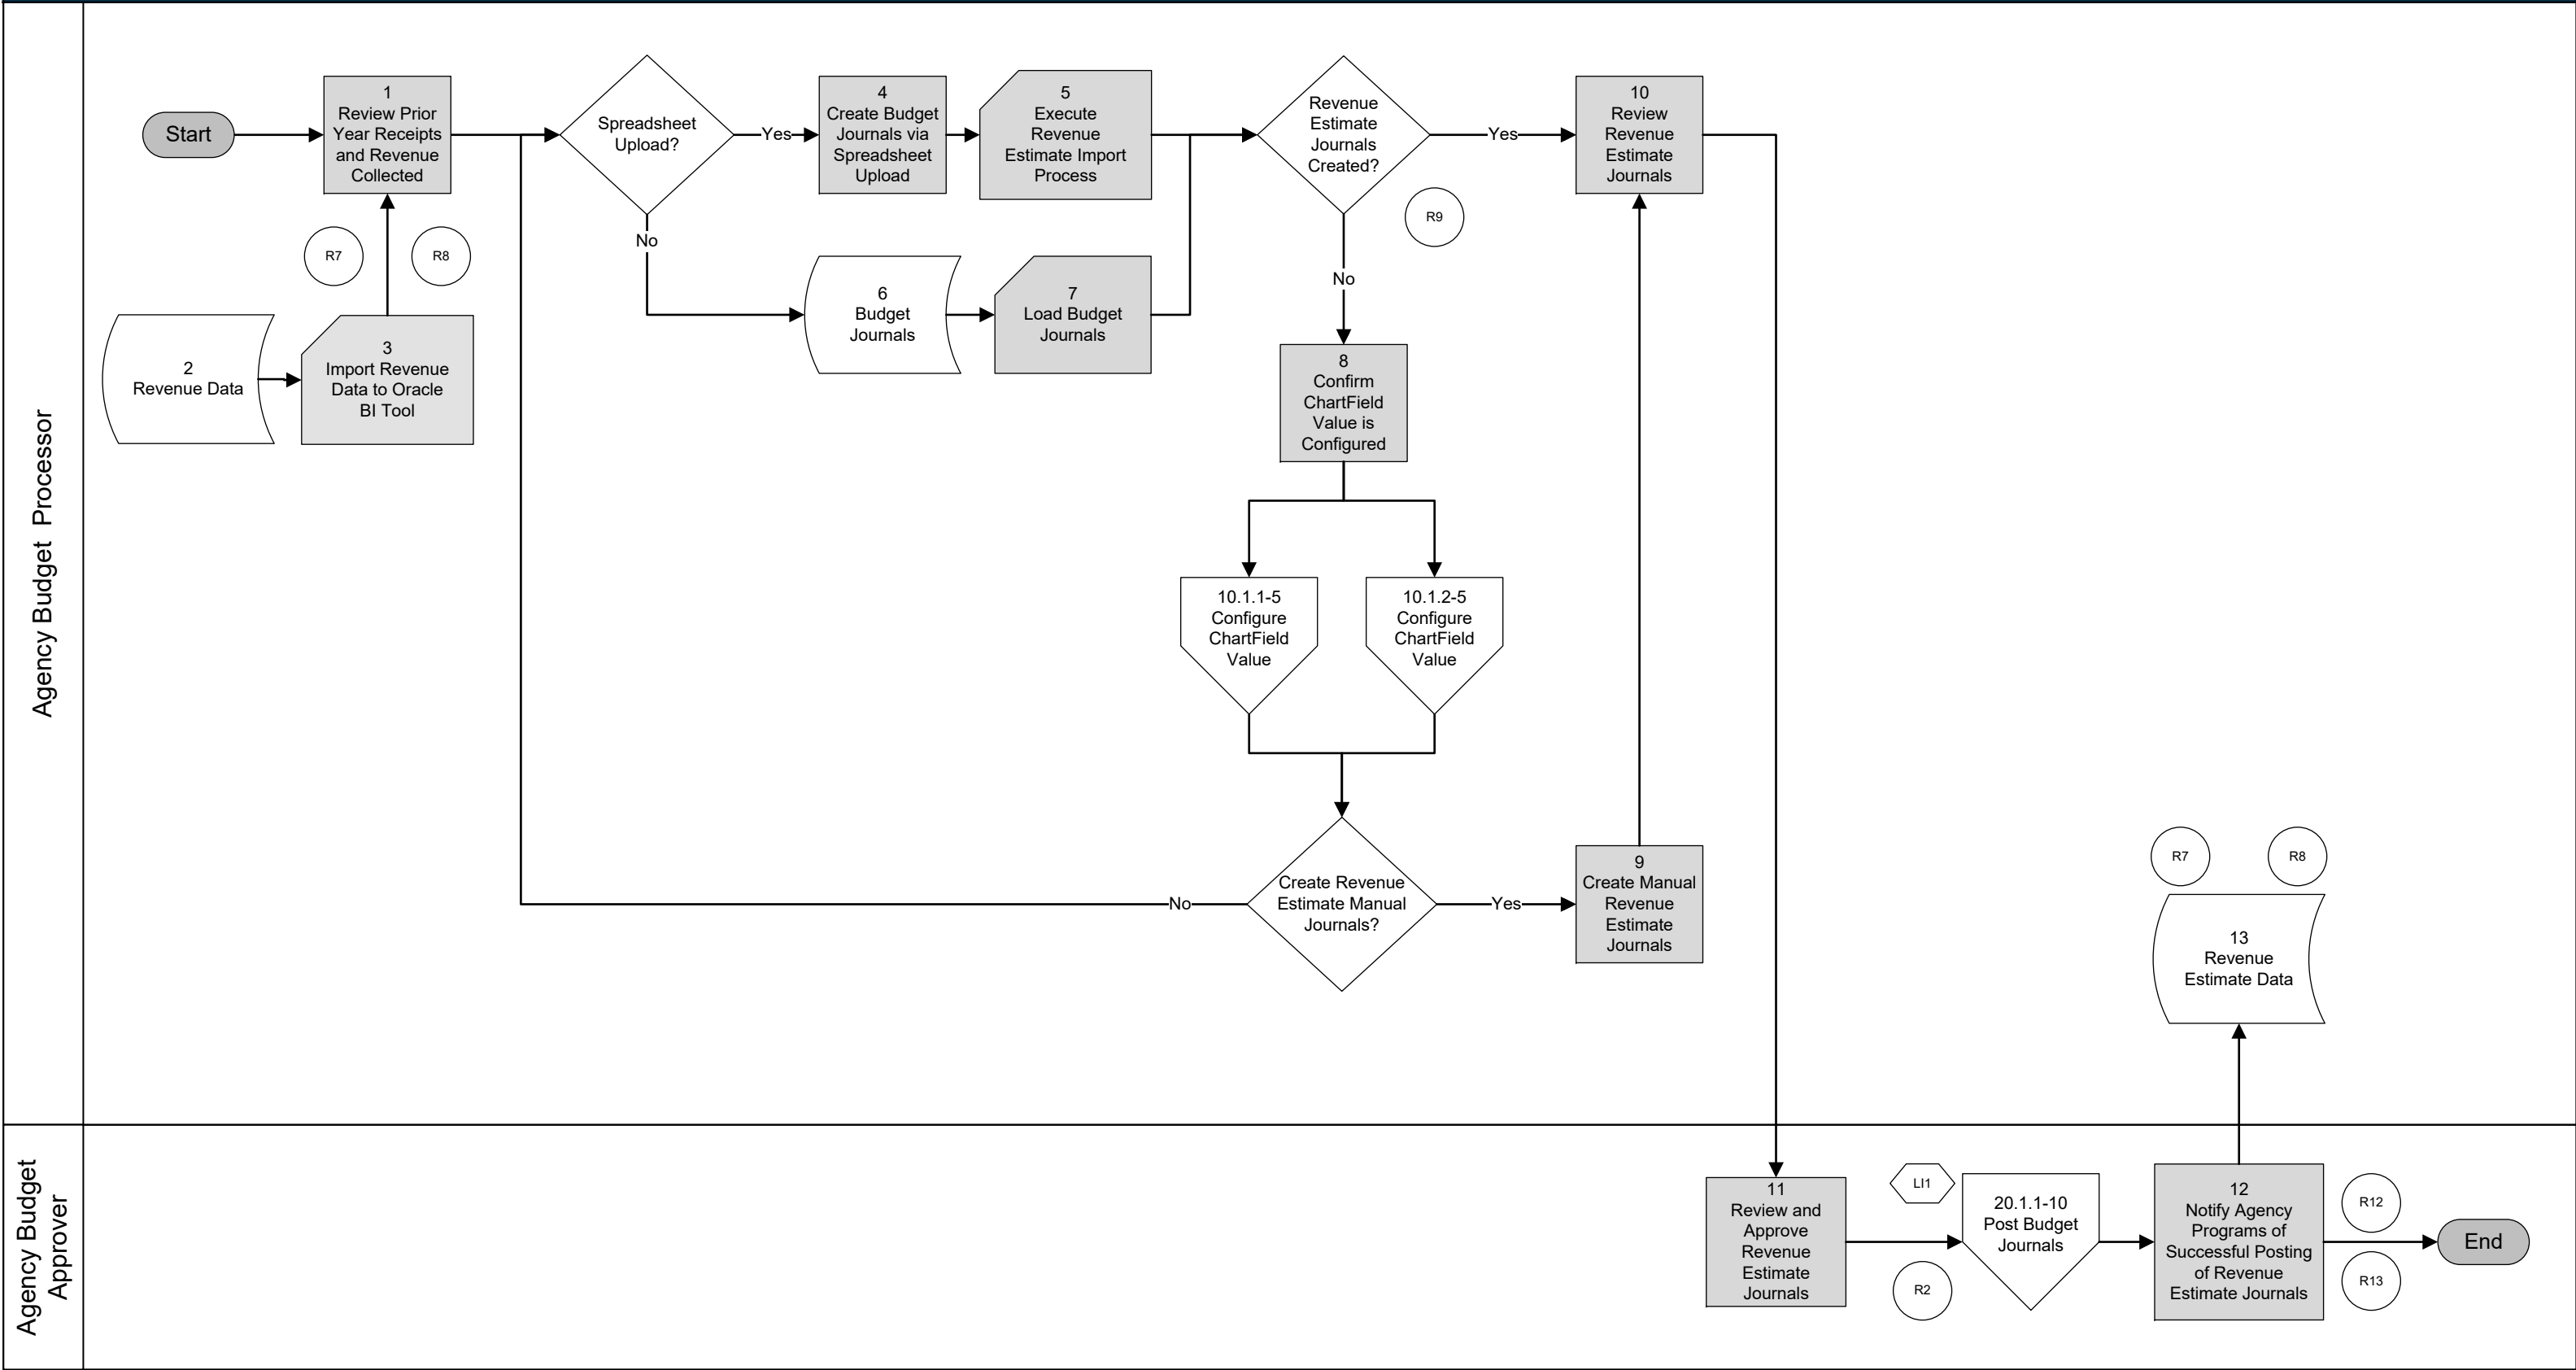 Agency Budget Processor
Start
1
Review Prior
Year Receipts
and Revenue
Collected
Spreadsheet
Upload?
Yes
4
Create Budget
Journals via
Spreadsheet
Upload
5
Execute
Revenue
Estimate Import
Process
Revenue
Estimate
Journals
Created?
Yes
10
Review
Revenue
Estimate
Journals
R9
No
R7
R8
No
2
Revenue Data
3
Import Revenue
Data to Oracle
BI Tool
6
Budget
Journals
7
Load Budget
Journals
8
Confirm
ChartField
Value is
Configured
10.1.1-5
Configure
ChartField
Value
10.1.2-5
Configure
ChartField
Value
No
Create Revenue
Estimate Manual
Journals?
Yes
9
Create Manual
Revenue
Estimate
Journals
R7
R8
13
Revenue
Estimate Data
Agency Budget
Approver
11
Review and
Approve
Revenue
Estimate
Journals
LI1
R2
20.1.1-10
Post Budget
Journals
12
Notify Agency
Programs of
Successful Posting
of Revenue
Estimate Journals
R12
R13
End